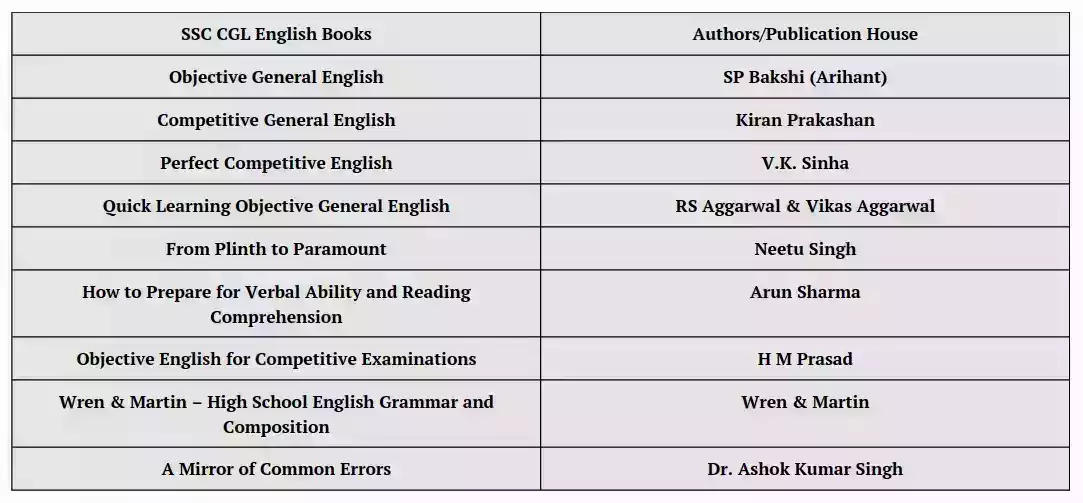 SSC CGL English Books
Authors/Publication House
Objective General English
SP Bakshi (Arihant)
Competitive General English
Kiran Prakashan
Perfect Competitive English
V.K. Sinha
Quick Learning Objective General English
RS Aggarwal & Vikas Aggarwal
From Plinth to Paramount
Neetu Singh
How to Prepare for Verbal Ability and Reading
Comprehension
Arun Sharma
Objective English for Competitive Examinations
H M Prasad
Wren & Martin – High School English Grammar and
Composition
Wren & Martin
A Mirror of Common Errors
Dr. Ashok Kumar Singh